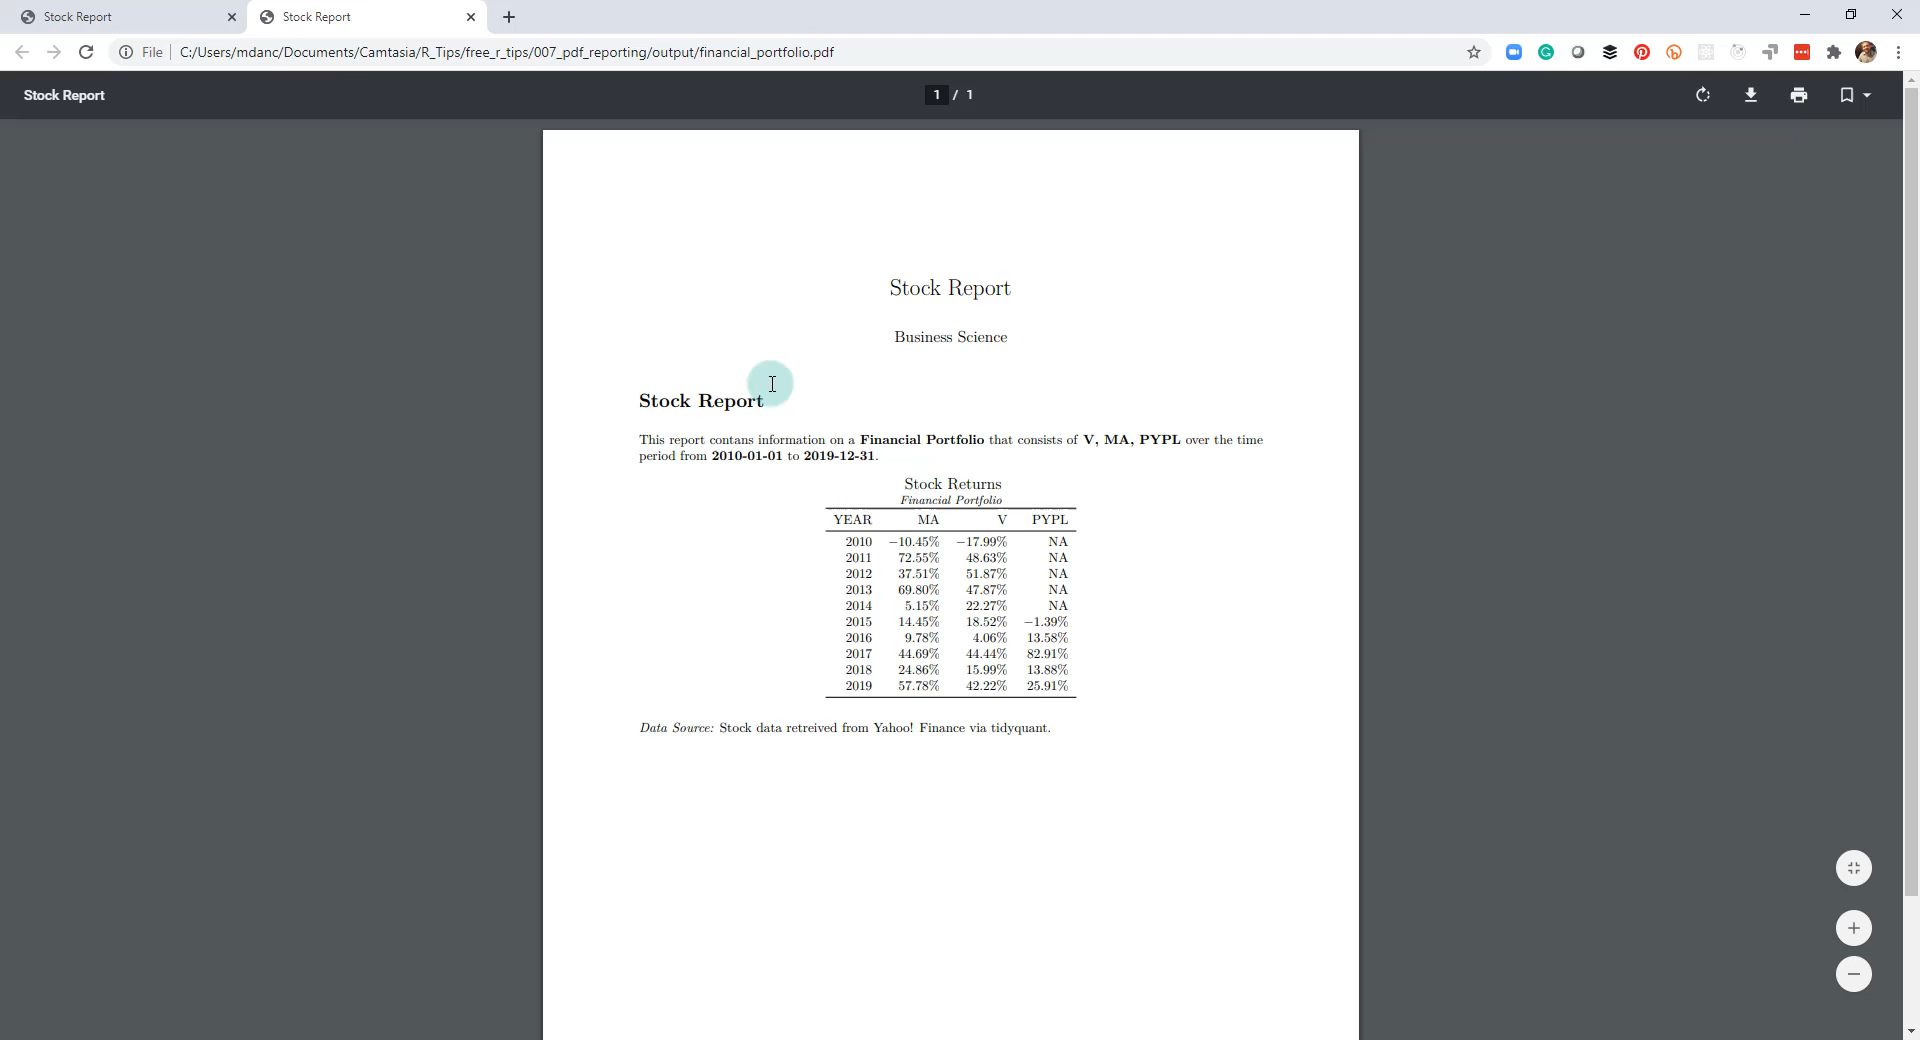 Stock Report
Stock Report
File C:/Users/mdanc/Documents/Camtasia/R_Tips/free_r_tips/007_pdf_reporting/output/financial_portfolio.pdf
Stock Report 1 / 1
Stock Report
Business Science
Stock Report
This report contans information on a Financial Portfolio that consists of V, MA, PYPL over the time
period from 2010-01-01 to 2019-12-31.
Stock Returns
Financial Portfolio
YEAR MA V PYPL
2010 −10.45% −17.99% NA
2011 72.55% 48.63% NA
2012 37.51% 51.87% NA
2013 69.80% 47.87% NA
2014 5.15% 22.27% NA
2015 14.45% 18.52% −1.39%
2016 9.78% 4.06% 13.58%
2017 44.69% 44.44% 82.91%
2018 24.86% 15.99% 13.88%
2019 57.78% 42.22% 25.91%
Data Source: Stock data retreived from Yahoo! Finance via tidyquant.